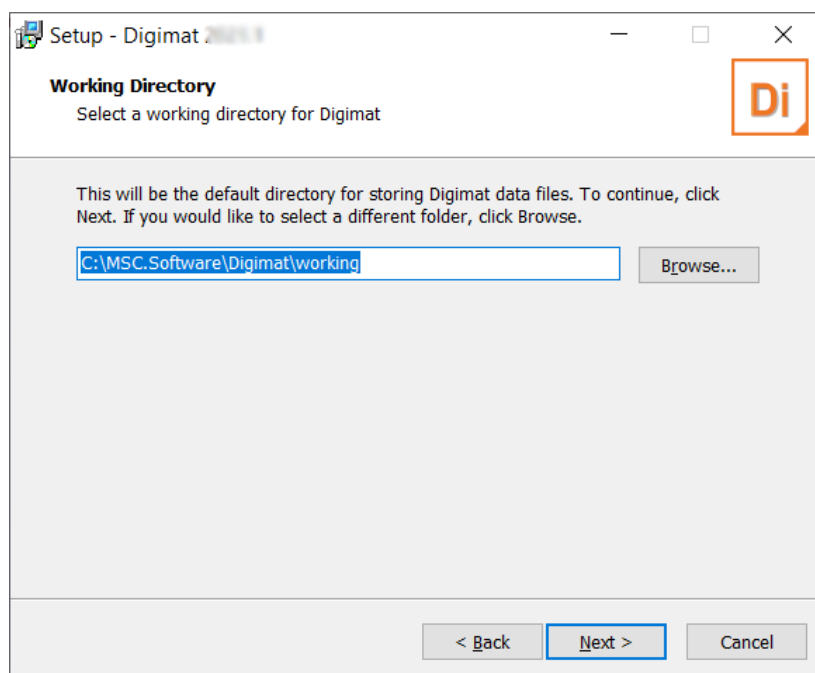 Setup - Digimat
Working Directory
Select a working directory for Digimat
Di
This will be the default directory for storing Digimat data files. To continue, click
Next. If you would like to select a different folder, click Browse.
C:\MSC.Software\Digimat\working
Browse...
< Back
Next >
Cancel